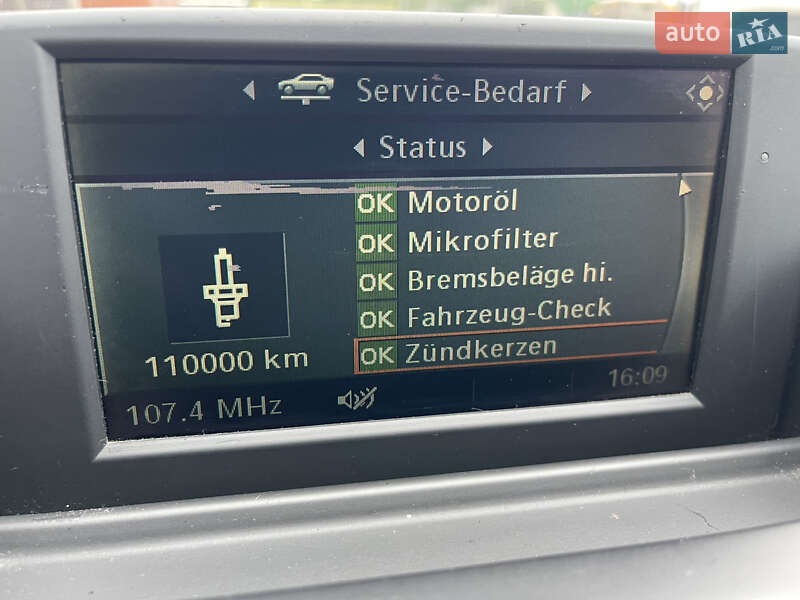 auto RIA.com
Service-Bedarf
Status
OK Motoröl
OK Mikrofilter
OK Bremsbeläge hi.
OK Fahrzeug-Check
OK Zündkerzen
110000 km
107.4 MHz
16:09